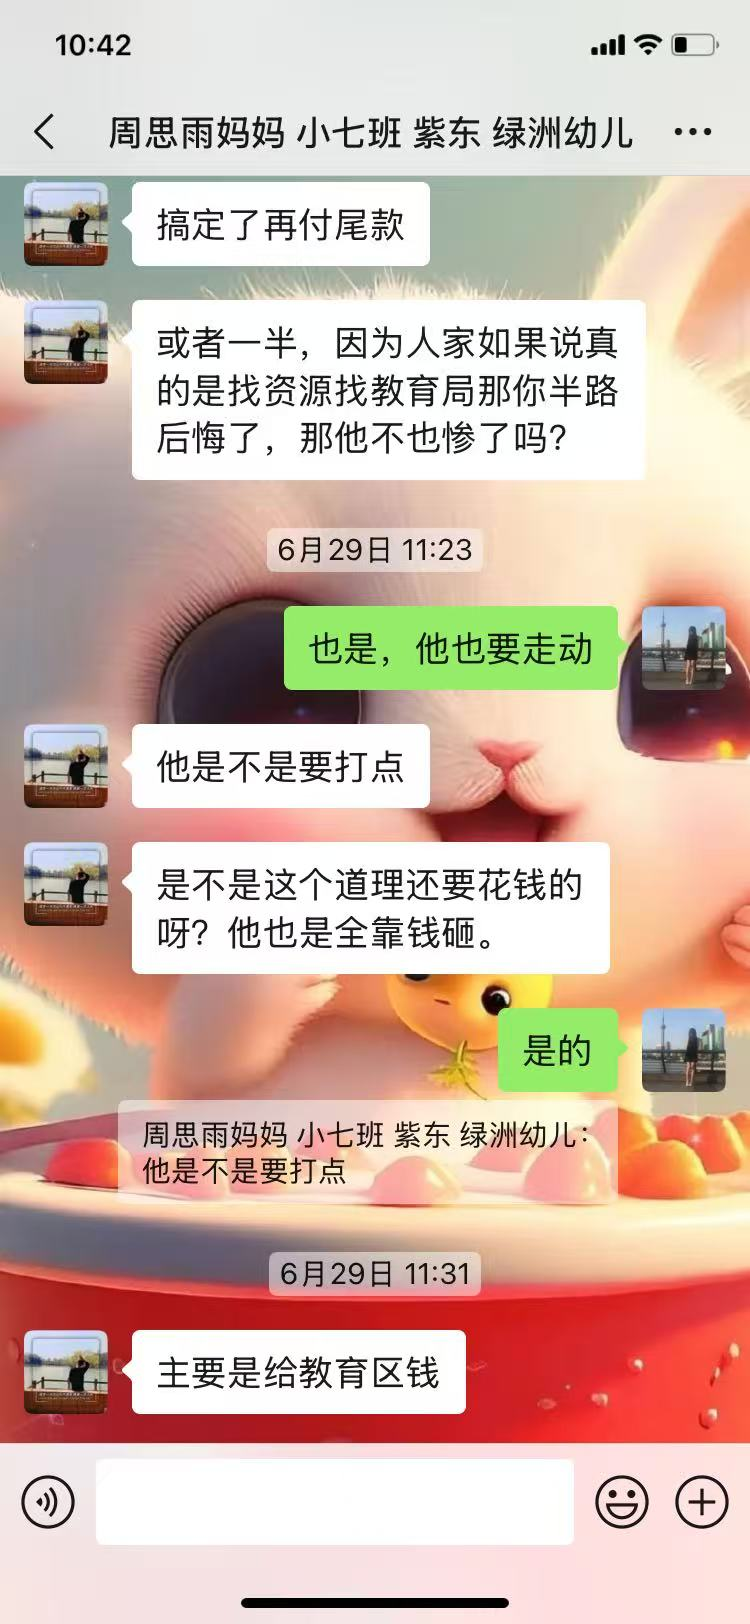 10:42
周思雨妈妈 小七班 紫东 绿洲幼儿
搞定了再付尾款
或者一半，因为人家如果说真
的是找资源找教育局那你半路
后悔了，那他不也惨了吗？
6月29日 11:23
也是，他也要走动
他是不是要打点
是不是这个道理还要花钱的
呀？他也是全靠钱砸。
是的
周思雨妈妈 小七班 紫东 绿洲幼儿：
他是不是要打点
6月29日 11:31
主要是给教育区钱